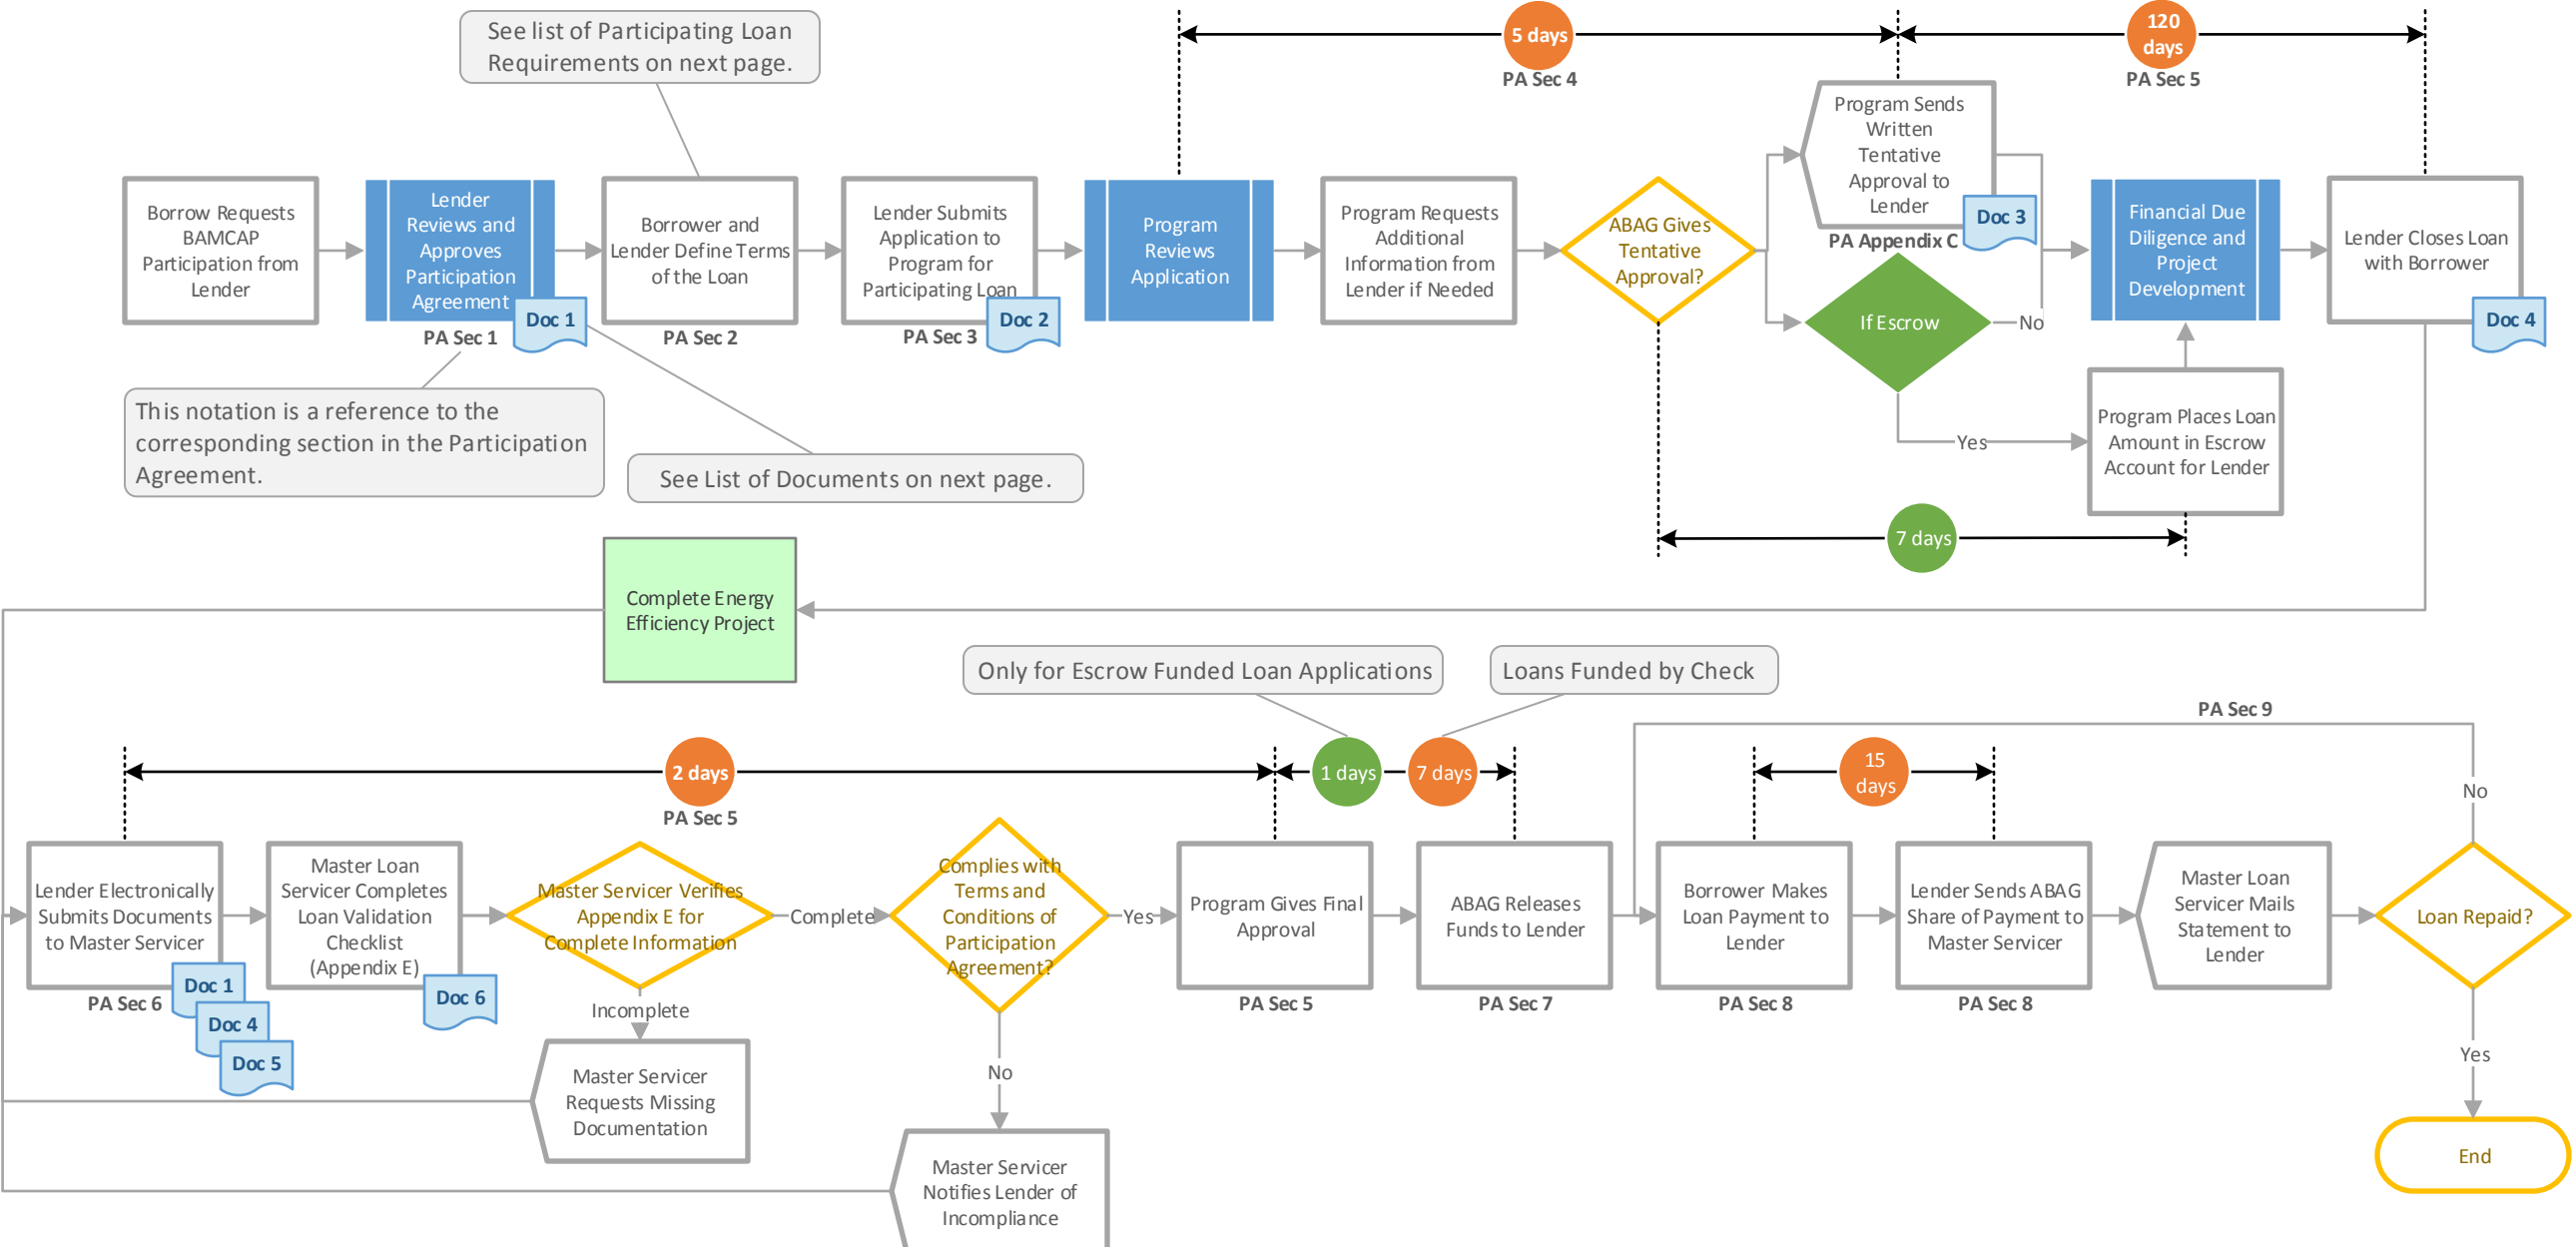 See list of Participating Loan
Requirements on next page.
5 days
PA Sec 4
120
days
PA Sec 5
Borrow Requests
BAMCAP
Participation from
Lender
Lender
Reviews and
Approves
Participation
Agreement
Doc 1
PA Sec 1
Borrower and
Lender Define Terms
of the Loan
PA Sec 2
Lender Submits
Application to
Program for
Participating Loan
Doc 2
PA Sec 3
Program
Reviews
Application
Program Requests
Additional
Information from
Lender if Needed
ABAG Gives
Tentative
Approval?
Program Sends
Written
Tentative
Approval to
Lender
Doc 3
PA Appendix C
If Escrow
No
Yes
Financial Due
Diligence and
Project
Development
Program Places Loan
Amount in Escrow
Account for Lender
Lender Closes Loan
with Borrower
Doc 4
This notation is a reference to the
corresponding section in the Participation
Agreement.
See List of Documents on next page.
7 days
Complete Energy
Efficiency Project
Only for Escrow Funded Loan Applications
Loans Funded by Check
PA Sec 9
2 days
PA Sec 5
1 days
7 days
15
days
No
Lender Electronically
Submits Documents
to Master Servicer
PA Sec 6
Doc 1
Doc 4
Doc 5
Master Loan
Servicer Completes
Loan Validation
Checklist
(Appendix E)
Doc 6
Master Servicer Verifies
Appendix E for
Complete Information
Complete
Incomplete
Complies with
Terms and
Conditions of
Participation
Agreement?
Yes
No
Program Gives Final
Approval
PA Sec 5
ABAG Releases
Funds to Lender
PA Sec 7
Borrower Makes
Loan Payment to
Lender
PA Sec 8
Lender Sends ABAG
Share of Payment to
Master Servicer
PA Sec 8
Master Loan
Servicer Mails
Statement to
Lender
Loan Repaid?
Yes
End
Master Servicer
Requests Missing
Documentation
Master Servicer
Notifies Lender of
Incompliance